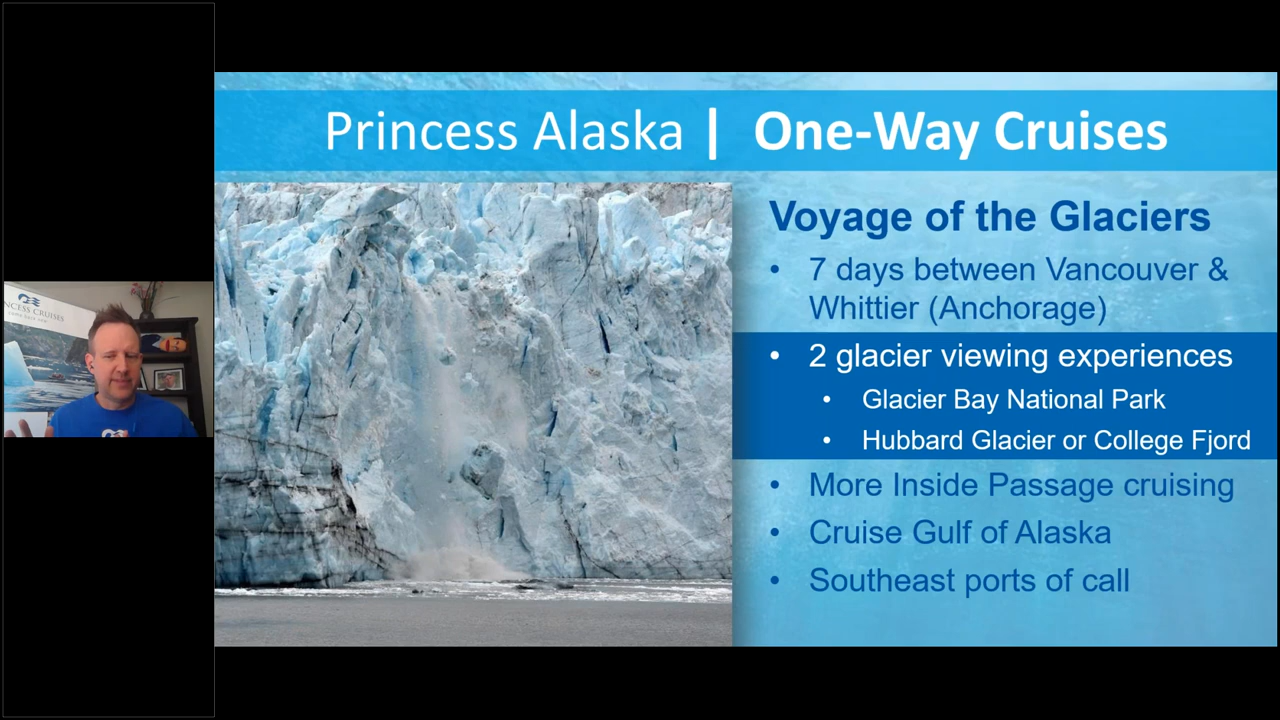 Princess Alaska | One-Way Cruises
Voyage of the Glaciers
• 7 days between Vancouver &
Whittier (Anchorage)
• 2 glacier viewing experiences
• Glacier Bay National Park
• Hubbard Glacier or College Fjord
• More Inside Passage cruising
• Cruise Gulf of Alaska
• Southeast ports of call
NCESS CRUISES